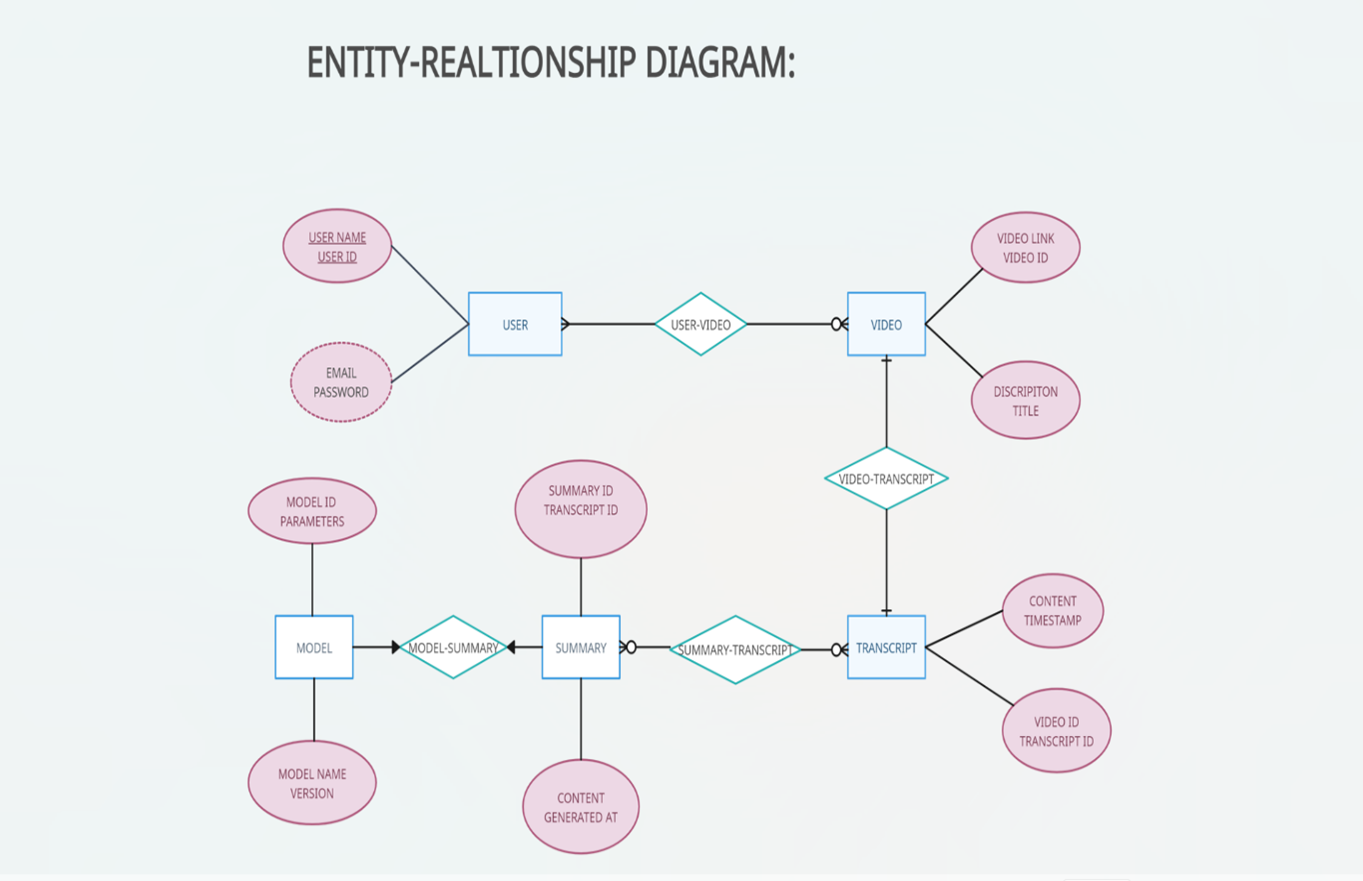 ENTITY-REALTIONSHIP DIAGRAM:
USER NAME
USER ID
EMAIL
PASSWORD
USER
USER-VIDEO
VIDEO
VIDEO LINK
VIDEO ID
DISCRIPITON
TITLE
VIDEO-TRANSCRIPT
MODEL ID
PARAMETERS
SUMMARY ID
TRANSCRIPT ID
MODEL
MODEL-SUMMARY
SUMMARY
SUMMARY-TRANSCRIPT
TRANSCRIPT
CONTENT
TIMESTAMP
VIDEO ID
TRANSCRIPT ID
MODEL NAME
VERSION
CONTENT
GENERATED AT